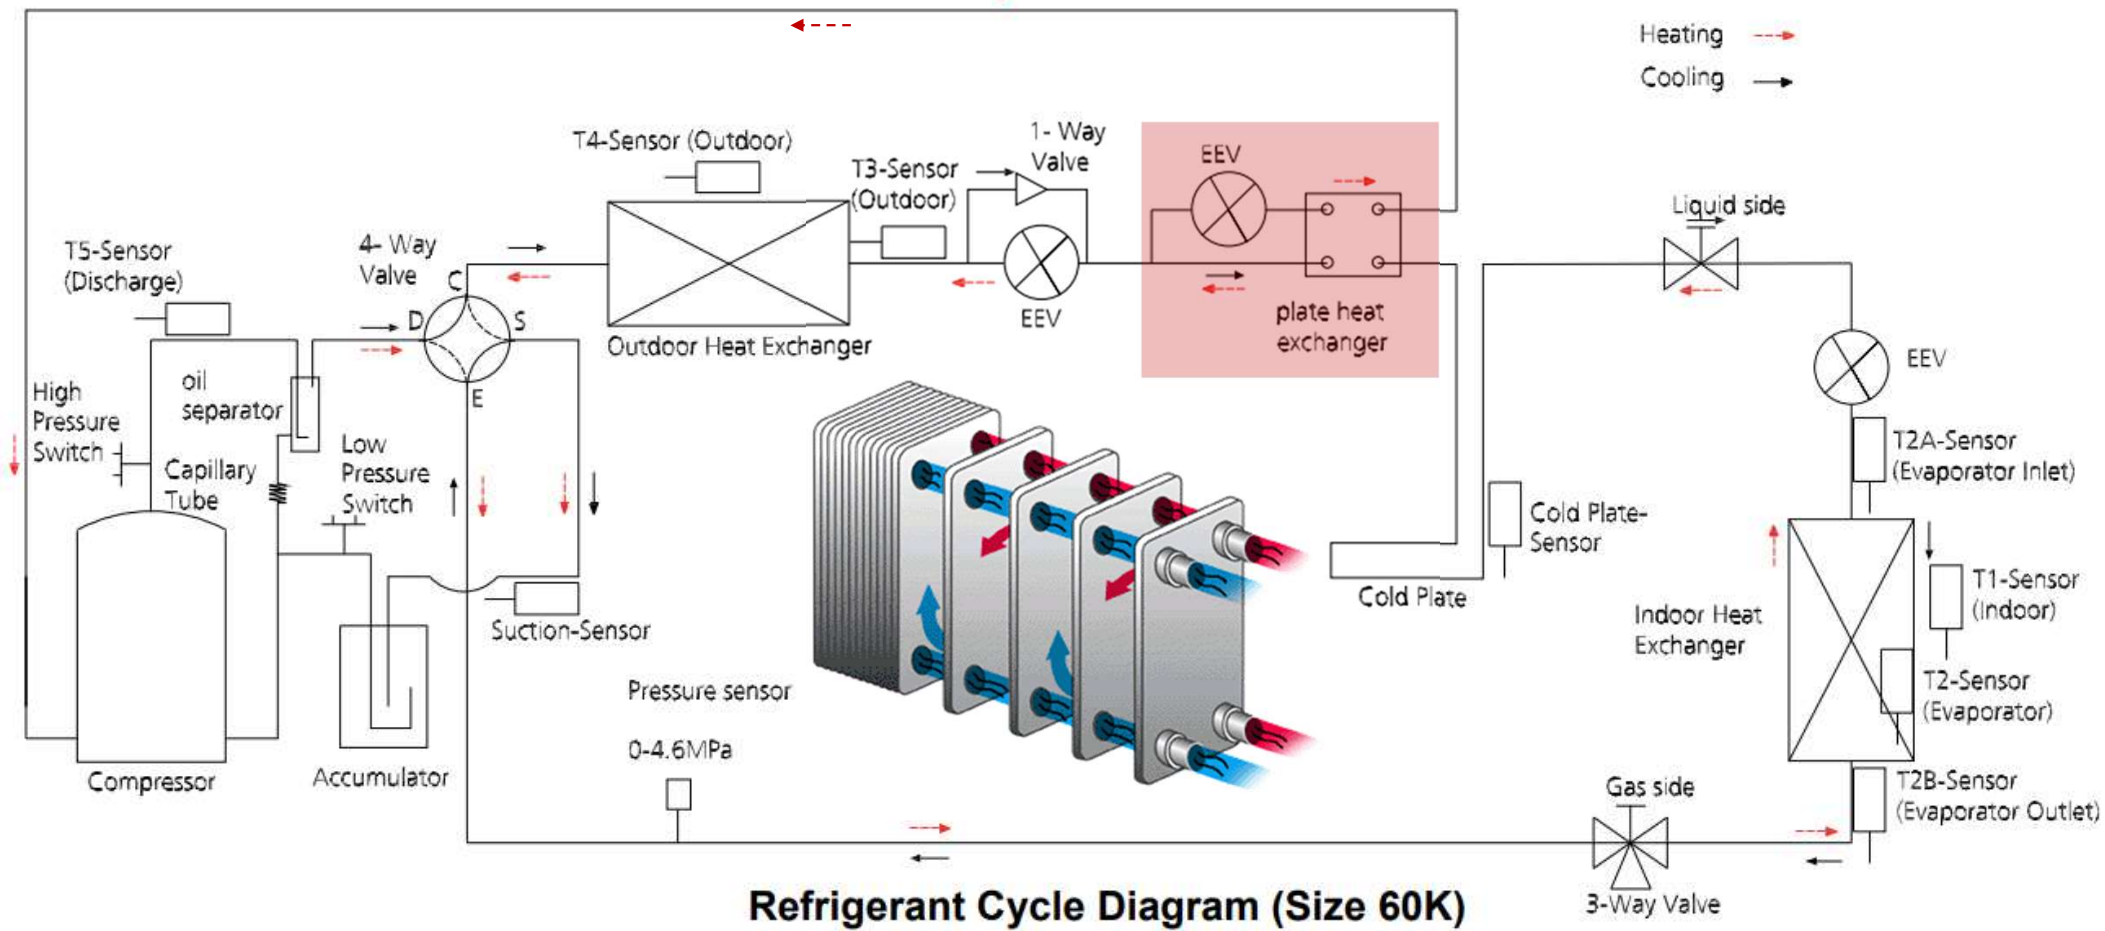 Heating
Cooling
T4-Sensor (Outdoor)
1- Way
Valve
T3-Sensor
(Outdoor)
EEV
Liquid side
T5-Sensor
(Discharge)
4- Way
Valve
C
D
S
E
EEV
plate heat
exchanger
Outdoor Heat Exchanger
EEV
High
Pressure
Switch
oil
separator
Low
Pressure
Switch
Capillary
Tube
T2A-Sensor
(Evaporator Inlet)
Cold Plate-
Sensor
Cold Plate
T1-Sensor
(Indoor)
Indoor Heat
Exchanger
Suction-Sensor
T2-Sensor
(Evaporator)
Pressure sensor
0-4.6MPa
Compressor
Accumulator
Gas side
T2B-Sensor
(Evaporator Outlet)
3-Way Valve
Refrigerant Cycle Diagram (Size 60K)